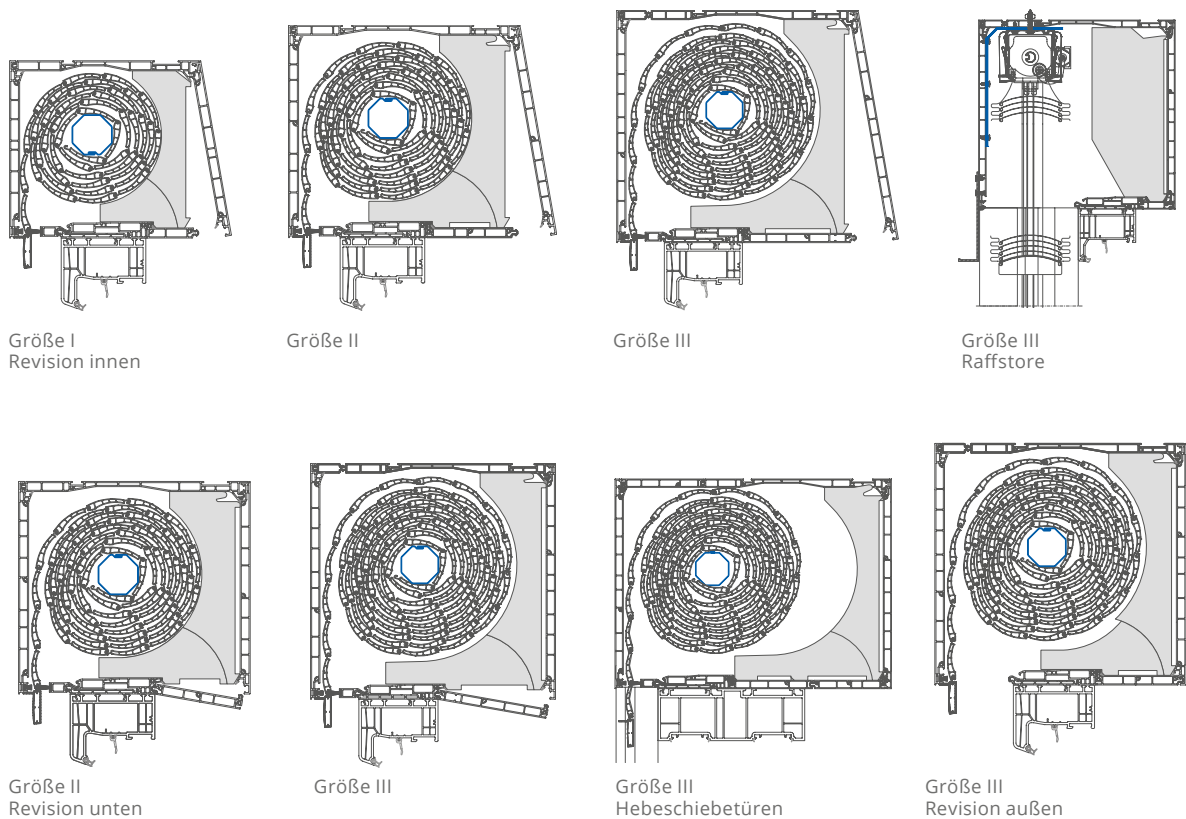 Größe I
Revision innen
Größe II
Größe III
Größe III
Raffstore
Größe II
Revision unten
Größe III
Größe III
Hebeschiebetüren
Größe III
Revision außen